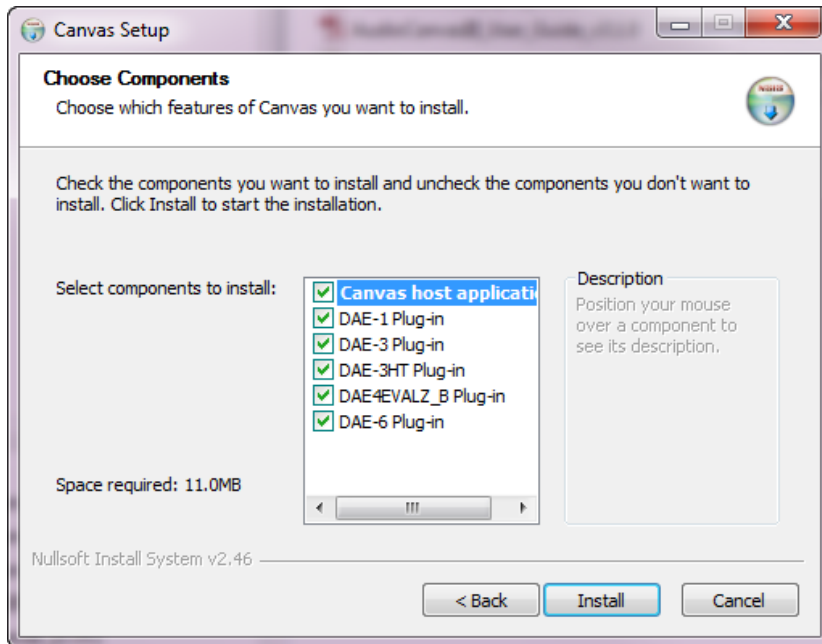 Canvas Setup
Choose Components
Choose which features of Canvas you want to install.
Check the components you want to install and uncheck the components you don't want to
install. Click Install to start the installation.
Select components to install:
Canvas host applicati
DAE-1 Plug-in
DAE-3 Plug-in
DAE-3HT Plug-in
DAE4EVALZ_B Plug-in
DAE-6 Plug-in
Description
Position your mouse
over a component to
see its description.
Space required: 11.0MB
Nullsoft Install System v2.46
< Back
Install
Cancel